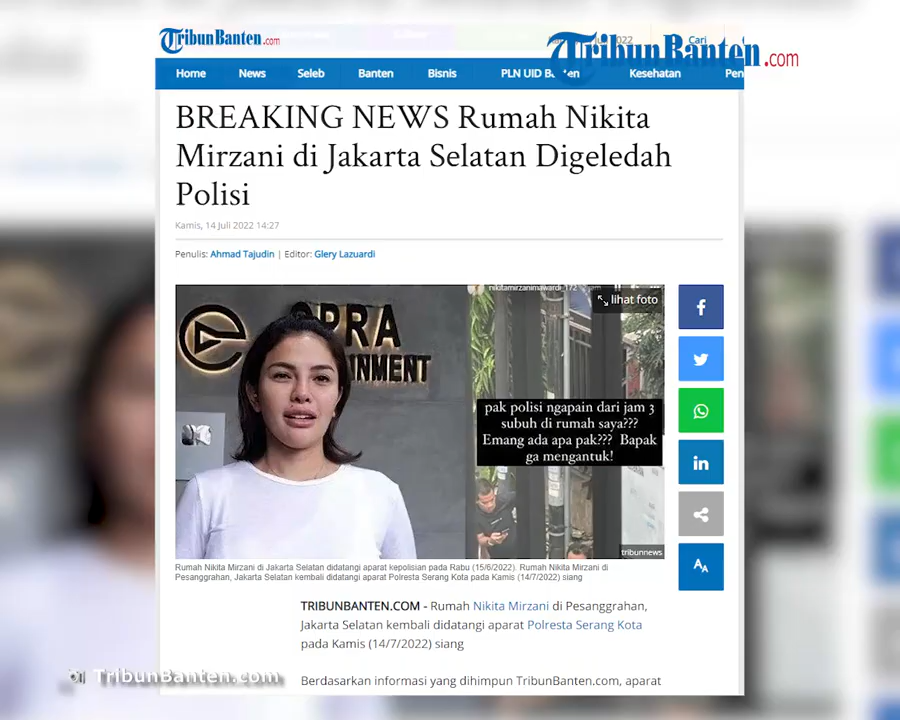 TribunBanten.com
2022
Cari
TribunBanten.com
Home News Seleb Banten Bisnis PLN UID Kesehatan
BREAKING NEWS Rumah Nikita
Mirzani di Jakarta Selatan Digeledah
Polisi
Kamis, 14 Juli 2022 14:27
Penulis: Ahmad Tajudin | Editor: Glery Lazuardi
nikitamirzanimawardi_172
lihat foto
pak polisi ngapain dari jam 3
subuh di rumah saya???
Emang ada apa pak??? Bapak
ga mengantuk!
tribunnews
Rumah Nikita Mirzani di Jakarta Selatan didatangi aparat kepolisian pada Rabu (15/6/2022). Rumah Nikita Mirzani di
Pesanggrahan, Jakarta Selatan kembali didatangi aparat Polresta Serang Kota pada Kamis (14/7/2022) siang
TRIBUNBANTEN.COM - Rumah Nikita Mirzani di Pesanggrahan,
Jakarta Selatan kembali didatangi aparat Polresta Serang Kota
pada Kamis (14/7/2022) siang
Berdasarkan informasi yang dihimpun TribunBanten.com, aparat
TribunBanten.com